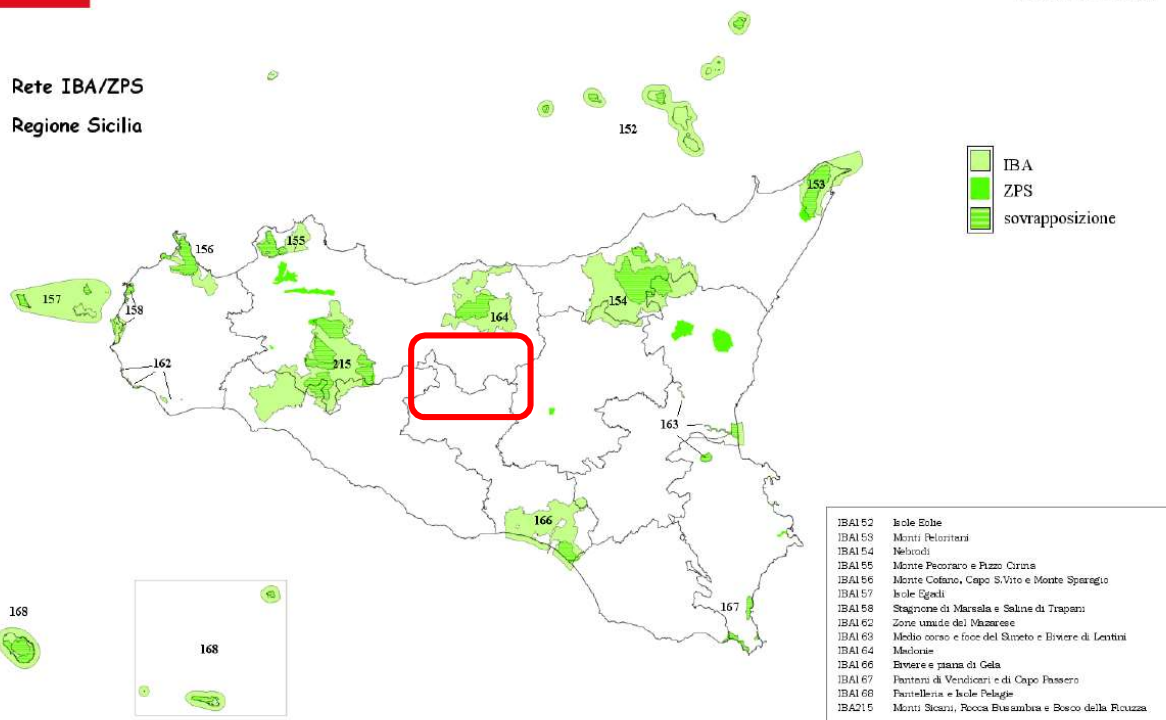 Rete IBA/ZPS
Regione Sicilia
152
153
IBA
ZPS
sovrapposizione
156
155
154
157
158
164
162
215
163
166
167
168
168
IBA152 Isole Eolie
IBA153 Monti Peloritani
IBA154 Nebrodi
IBA155 Monte Pecoraro e Pizzo Cirina
IBA156 Monte Cofano, Capo S.Vito e Monte Sparagio
IBA157 Isole Egadi
IBA158 Stagnone di Marsala e Saline di Trapani
IBA162 Zone umide del Mazarese
IBA163 Medio corso e foce del Simeto e Biviere di Lentini
IBA164 Madonie
IBA166 Biviere e piana di Gela
IBA167 Pantani di Vendicari e di Capo Passero
IBA168 Pantelleria e Isole Pelagie
IBA215 Monti Sicani, Rocca Busambra e Bosco della Ficuzza